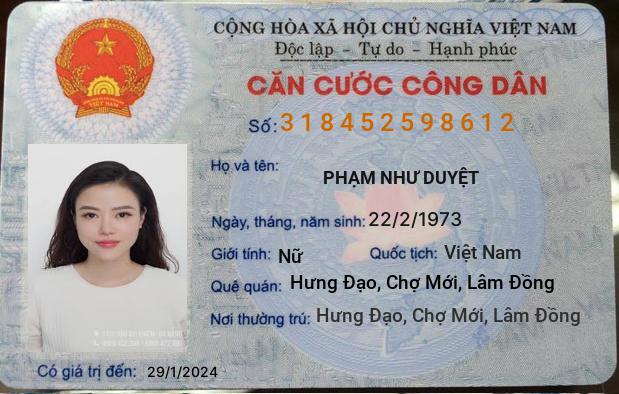 CỘNG HÒA XÃ HỘI CHỦ NGHĨA VIỆT NAM
Độc lập - Tự do - Hạnh phúc
CĂN CƯỚC CÔNG DÂN
Số: 318452598612
Họ và tên:
PHẠM NHƯ DUYỆT
Ngày, tháng, năm sinh: 22/2/1973
Giới tính: Nữ Quốc tịch: Việt Nam
Quê quán: Hưng Đạo, Chợ Mới, Lâm Đồng
Nơi thường trú: Hưng Đạo, Chợ Mới, Lâm Đồng
Có giá trị đến: 29/1/2024
VIỆT NAM